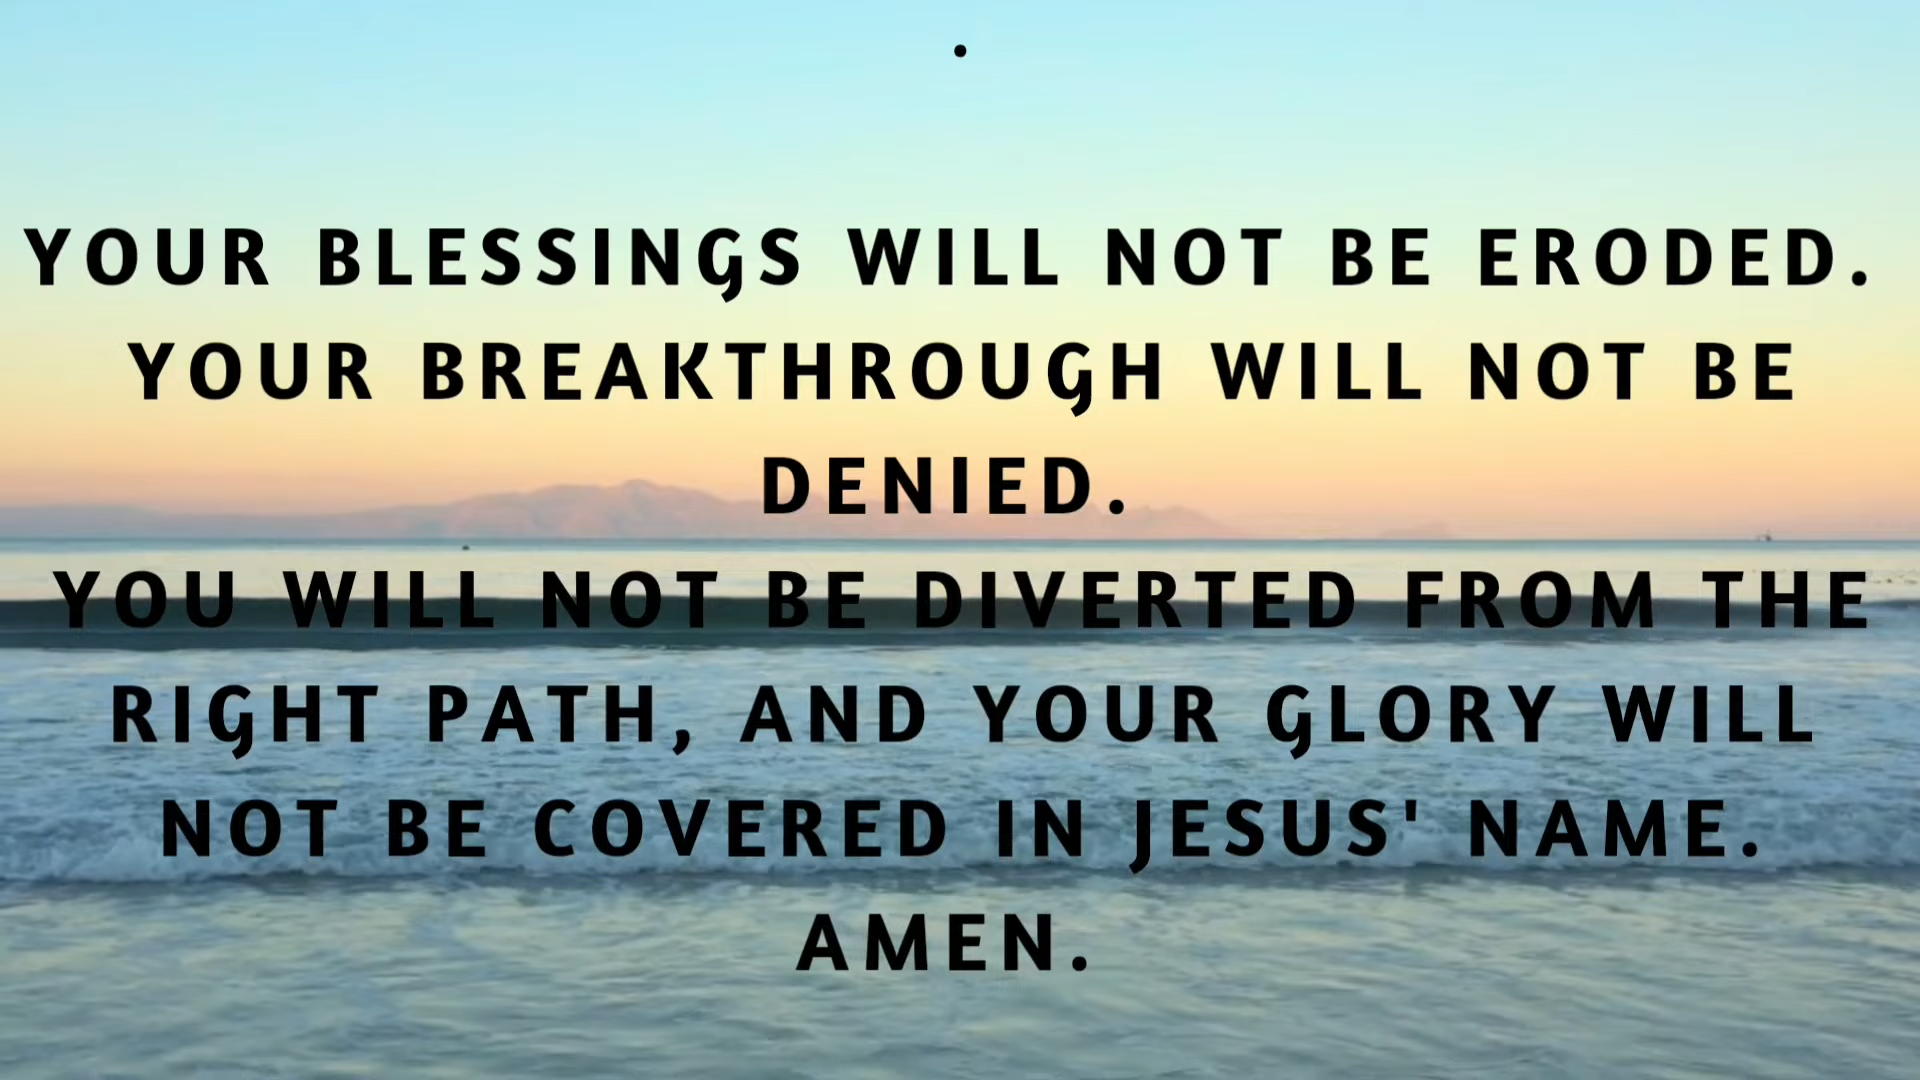 .
YOUR BLESSINGS WILL NOT BE ERODED.
YOUR BREAKTHROUGH WILL NOT BE
DENIED.
YOU WILL NOT BE DIVERTED FROM THE
RIGHT PATH, AND YOUR GLORY WILL
NOT BE COVERED IN JESUS' NAME.
AMEN.